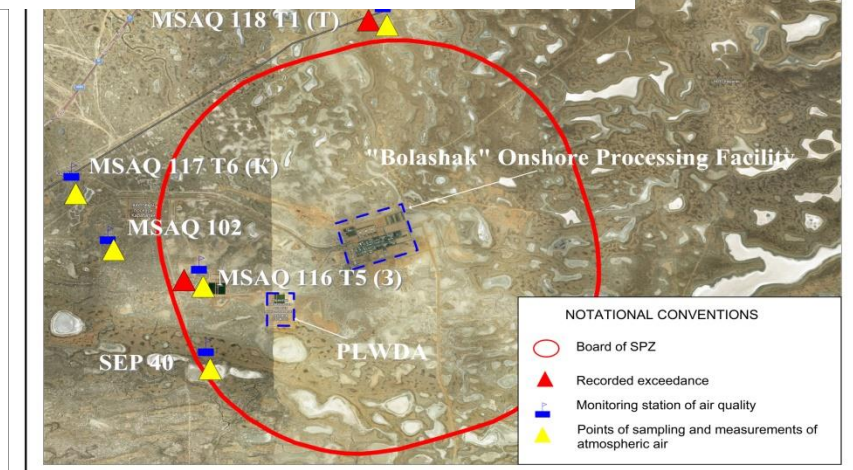 MSAQ 118 T1 (Т)
MSAQ 117 T6 (К)
"Bolashak" Onshore Processing Facility
MSAQ 102
MSAQ 116 T5 (З)
PLWDA
SEP 40
NOTATIONAL CONVENTIONS
Board of SPZ
Recorded exceedance
Monitoring station of air quality
Points of sampling and measurements of
atmospheric air